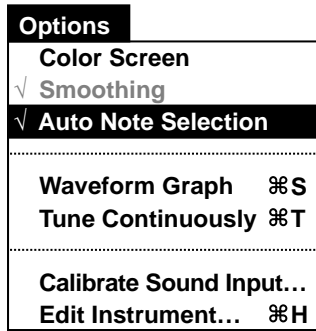 Options
Color Screen
√ Smoothing
√ Auto Note Selection
Waveform Graph ⌘S
Tune Continuously ⌘T
Calibrate Sound Input…
Edit Instrument… ⌘H